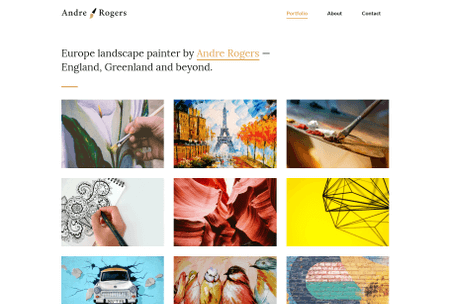 Andre Rogers
Portfolio About Contact
Europe landscape painter by Andre Rogers —
England, Greenland and beyond.